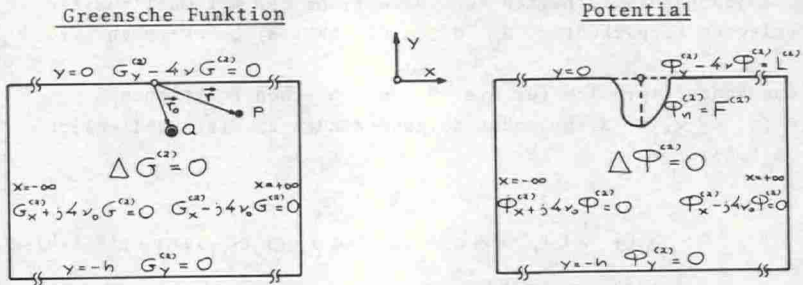 Greensche Funktion
Potential
y=0 G_y^{(2)} - 4νG^{(2)} = 0
r⃗_0 r⃗ P
Q
ΔG^{(2)} = 0
x=-∞ x=+∞
G_x^{(2)} + j4ν_0G^{(2)} = 0 G_x^{(2)} - j4ν_0G^{(2)} = 0
y=-h G_y^{(2)} = 0
y
x
y=0 Φ_y^{(2)} - 4νΦ^{(2)} = L^{(2)}
Φ_n^{(2)} = F^{(2)}
ΔΦ^{(2)} = 0
x=-∞ x=+∞
Φ_x^{(2)} + j4ν_0Φ^{(2)} = 0 Φ_x^{(2)} - j4ν_0Φ^{(2)} = 0
y=-h Φ_y^{(2)} = 0